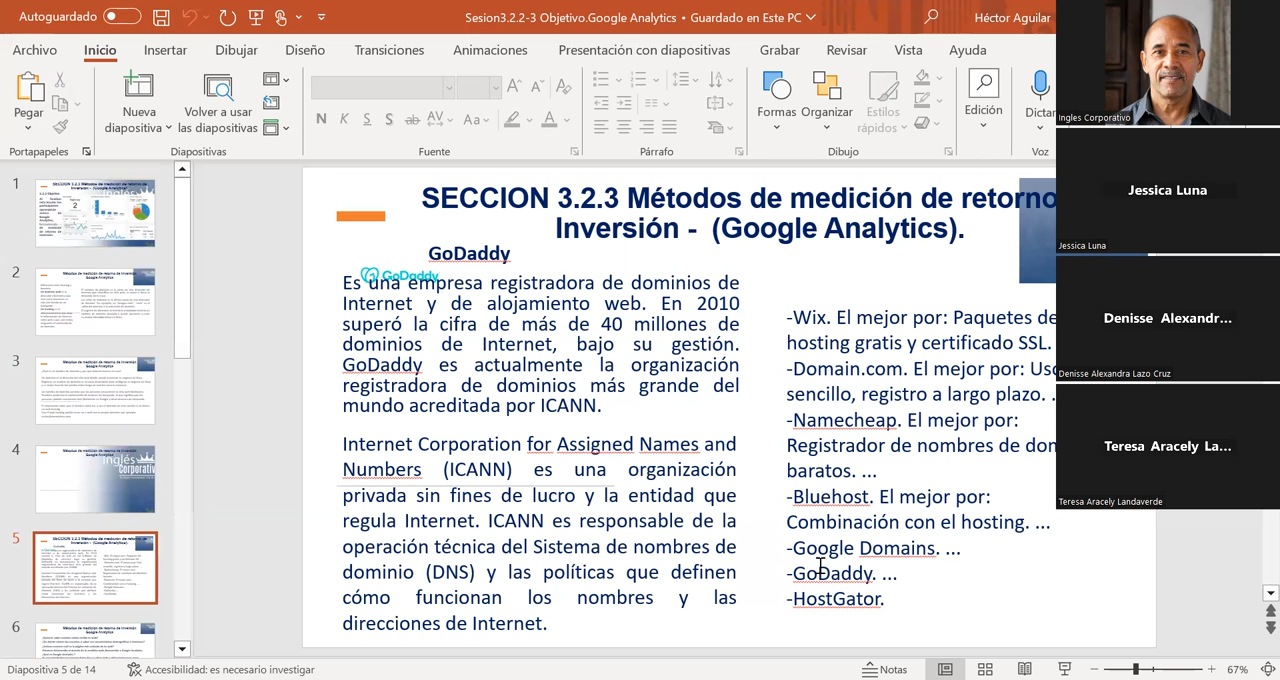 Autoguardado
Sesion3.2.2-3 Objetivo.Google Analytics • Guardado en Este PC
Héctor Aguilar
Archivo Inicio Insertar Dibujar Diseño Transiciones Animaciones Presentación con diapositivas Grabar Revisar Vista Ayuda
Pegar
Nueva diapositiva
Volver a usar las diapositivas
N K S S ab AV Aa A
Formas Organizar Estilos rápidos
Edición
Dictar
Portapapeles Diapositivas Fuente Párrafo Dibujo Voz
Ingles Corporativo
Jessica Luna
Jessica Luna
Denisse Alexandr...
Denisse Alexandra Lazo Cruz
Teresa Aracely La...
Teresa Aracely Landaverde
1
2
3
4
5
6
SECCION 3.2.3 Métodos de medición de retorno
Inversión - (Google Analytics).
GoDaddy
GoDaddy
Es una empresa registradora de dominios de
Internet y de alojamiento web. En 2010
superó la cifra de más de 40 millones de
dominios de Internet, bajo su gestión.
GoDaddy es actualmente la organización
registradora de dominios más grande del
mundo acreditada por ICANN.
Internet Corporation for Assigned Names and
Numbers (ICANN) es una organización
privada sin fines de lucro y la entidad que
regula Internet. ICANN es responsable de la
operación técnica del sistema de nombres de
dominio (DNS) y las políticas que definen
cómo funcionan los nombres y las
direcciones de Internet.
-Wix. El mejor por: Paquetes de
hosting gratis y certificado SSL.
-Domain.com. El mejor por: Uso
sencillo, registro a largo plazo. ..
-Namecheap. El mejor por:
Registrador de nombres de dom
baratos. ...
-Bluehost. El mejor por:
Combinación con el hosting. ...
-Google Domains. ...
-GoDaddy. ...
-HostGator.
Diapositiva 5 de 14
Accesibilidad: es necesario investigar
Notas
67%